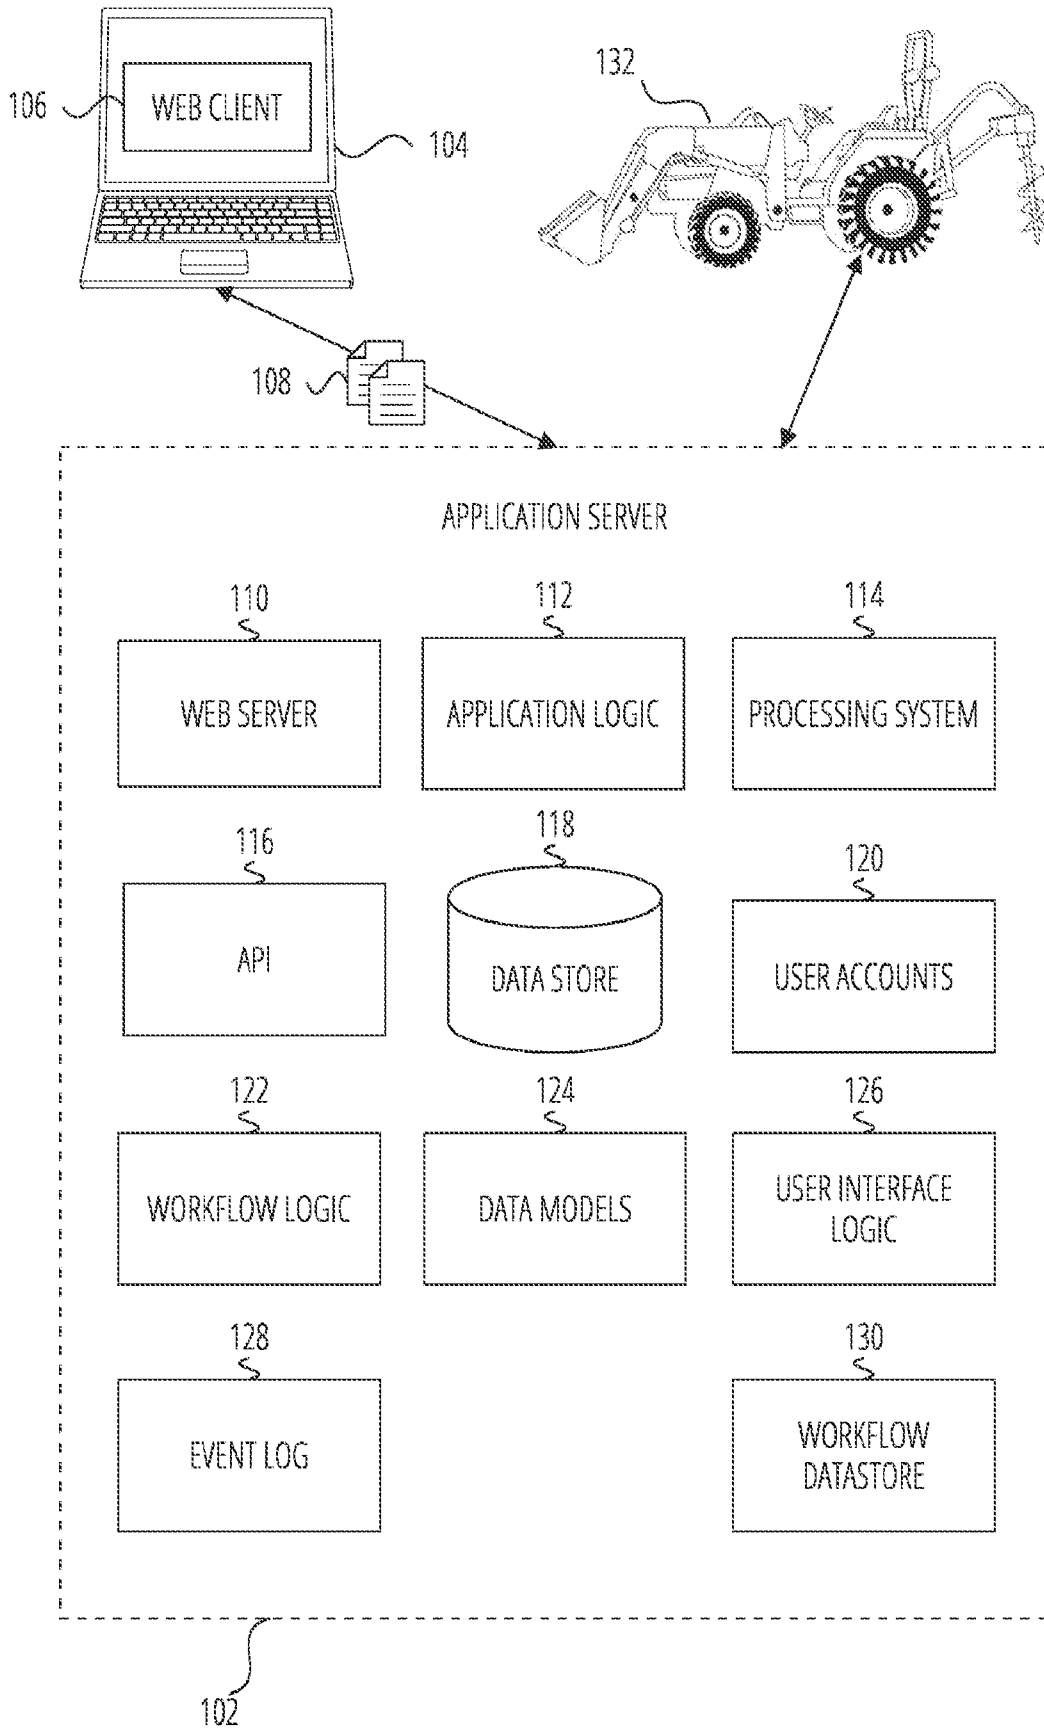 132
106
WEB CLIENT
104
108
APPLICATION SERVER
110
112
114
WEB SERVER
APPLICATION LOGIC
PROCESSING SYSTEM
116
118
120
API
DATA STORE
USER ACCOUNTS
122
124
126
WORKFLOW LOGIC
DATA MODELS
USER INTERFACE
LOGIC
128
130
EVENT LOG
WORKFLOW
DATASTORE
102